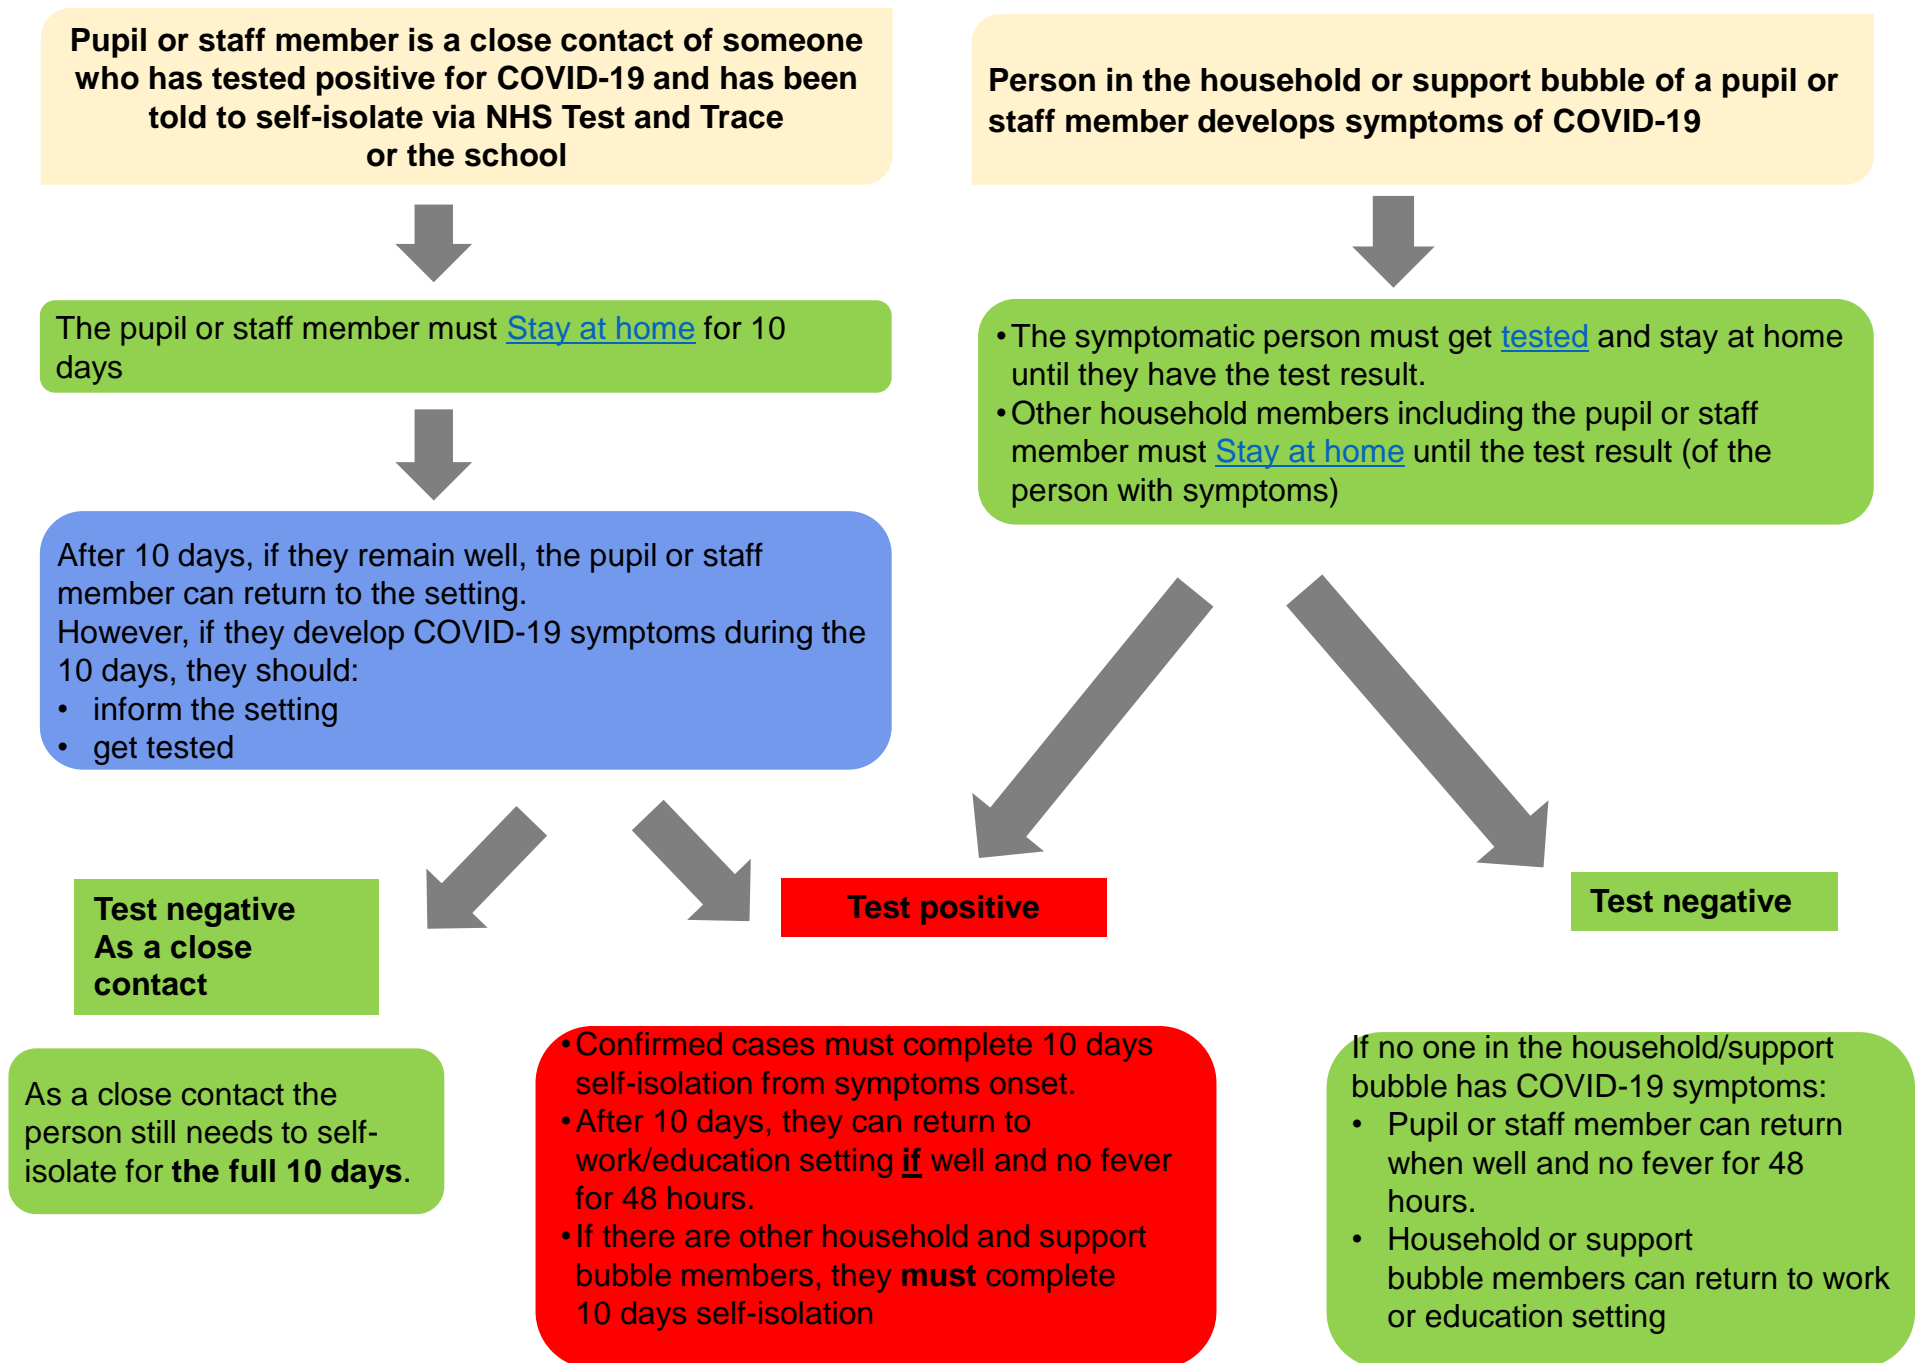 Pupil or staff member is a close contact of someone
who has tested positive for COVID-19 and has been
told to self-isolate via NHS Test and Trace
or the school
The pupil or staff member must Stay at home for 10
days
After 10 days, if they remain well, the pupil or staff
member can return to the setting.
However, if they develop COVID-19 symptoms during the
10 days, they should:
• inform the setting
• get tested
Test negative
As a close
contact
As a close contact the
person still needs to self-
isolate for the full 10 days.
Person in the household or support bubble of a pupil or
staff member develops symptoms of COVID-19
• The symptomatic person must get tested and stay at home
until they have the test result.
• Other household members including the pupil or staff
member must Stay at home until the test result (of the
person with symptoms)
Test positive
• Confirmed cases must complete 10 days
self-isolation from symptoms onset.
• After 10 days, they can return to
work/education setting if well and no fever
for 48 hours.
• If there are other household and support
bubble members, they must complete
10 days self-isolation
Test negative
If no one in the household/support
bubble has COVID-19 symptoms:
• Pupil or staff member can return
when well and no fever for 48
hours.
• Household or support
bubble members can return to work
or education setting